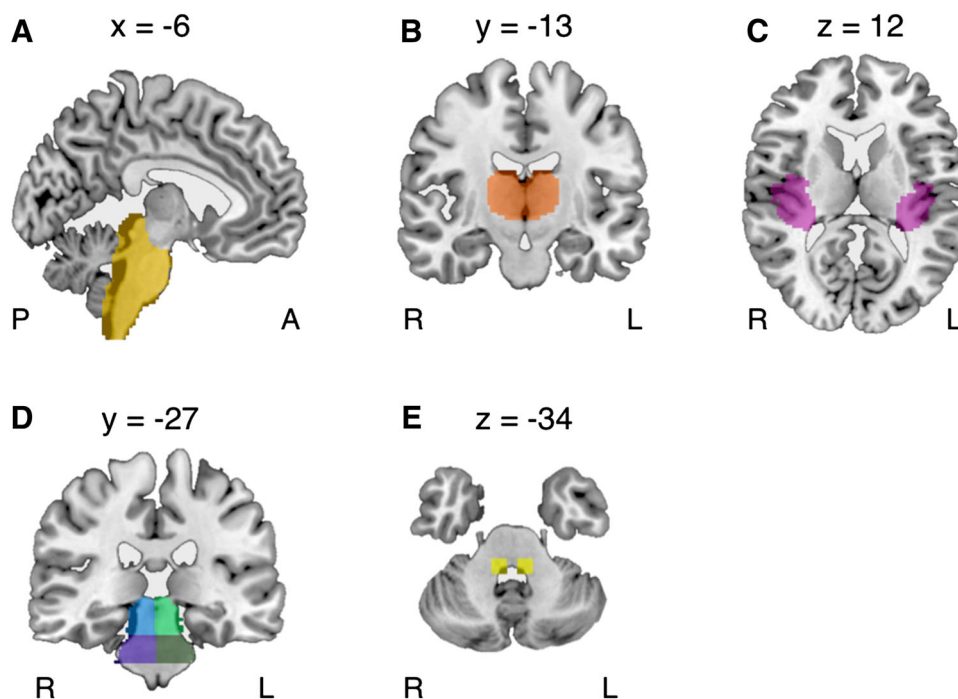 A x = -6
B y = -13
C z = 12
P A
R L
R L
D y = -27
E z = -34
R L
R L